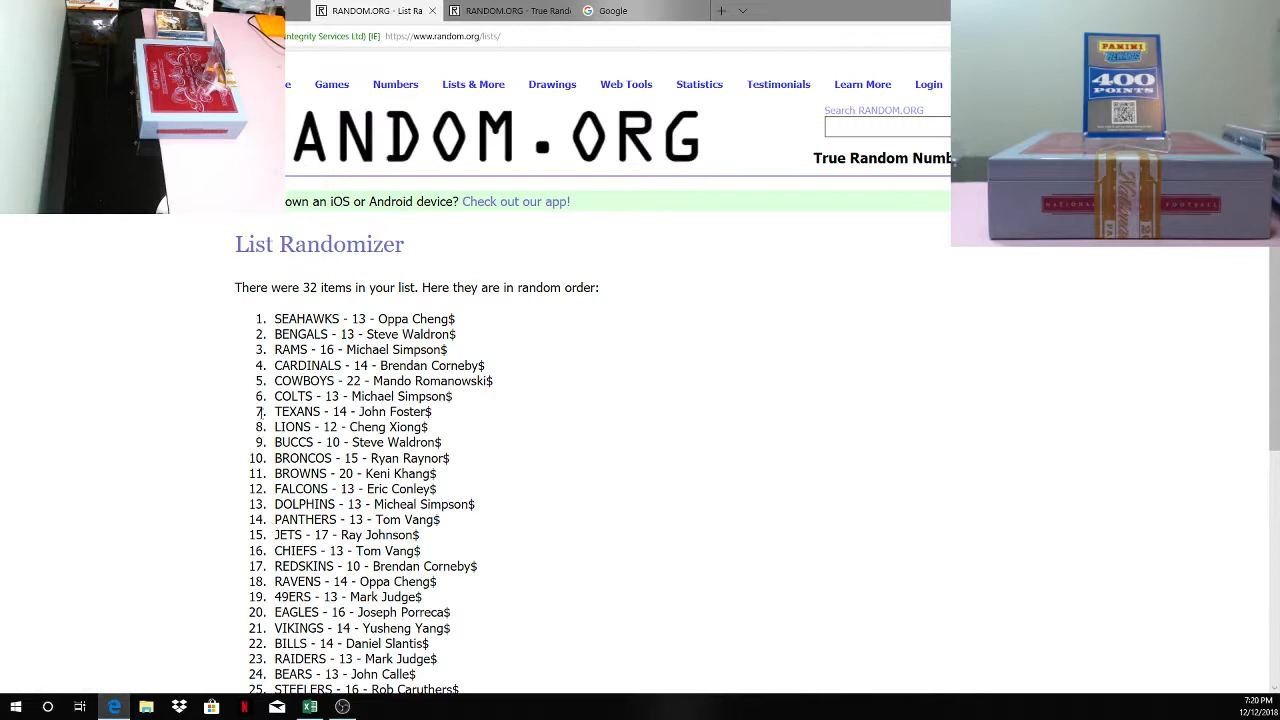 RANDOM.ORG - List Ra
RANDOM.ORG - True Rand
Google
ntegrity Services Ltd) [IE] https://www.random.org/lists/
e Games Numbers Lists & More Drawings Web Tools Statistics Testimonials Learn More Login
ANDOM.ORG
Search RANDOM.ORG
True Random Numb
own an iOS or Android device? Check out our app!
PANINI
REWARDS
400
POINTS
NATIONAL FOOTBALL
List Randomizer
There were 32 items in your list. Here they are in random order:
1. SEAHAWKS - 13 - Oppa Cheng$
2. BENGALS - 13 - Steve Waldron$
3. RAMS - 16 - Michael Simpson$
4. CARDINALS - 14 - Brendan Corneby$
5. COWBOYS - 22 - Mando Romanowski$
6. COLTS - 13 - Michael Simpson$
7. TEXANS - 14 - John Foster$
8. LIONS - 12 - Cheng Xiong$
9. BUCCS - 10 - Steve Waldron$
10. BRONCOS - 15 - Ryan Raynor$
11. BROWNS - 20 - Keni Khang$
12. FALCONS - 13 - Eric Conley$
13. DOLPHINS - 13 - Micheal Simpson$
14. PANTHERS - 13 - Tom Vang$
15. JETS - 17 - Ray Johnson$
16. CHIEFS - 13 - Tom Vang$
17. REDSKINS - 10 - Brendan Corneby$
18. RAVENS - 14 - Oppa Cheng$
19. 49ERS - 13 - Mark Judge$
20. EAGLES - 16 - Joseph Porreca$
21. VIKINGS - 14 - Yusheng Yang$
22. BILLS - 14 - Daniel Slantis$
23. RAIDERS - 13 - Mark Judge$
24. BEARS - 13 - John Calle$
25. STEELERS - 16 - Rob Caruthers$
7:20 PM
12/12/2018